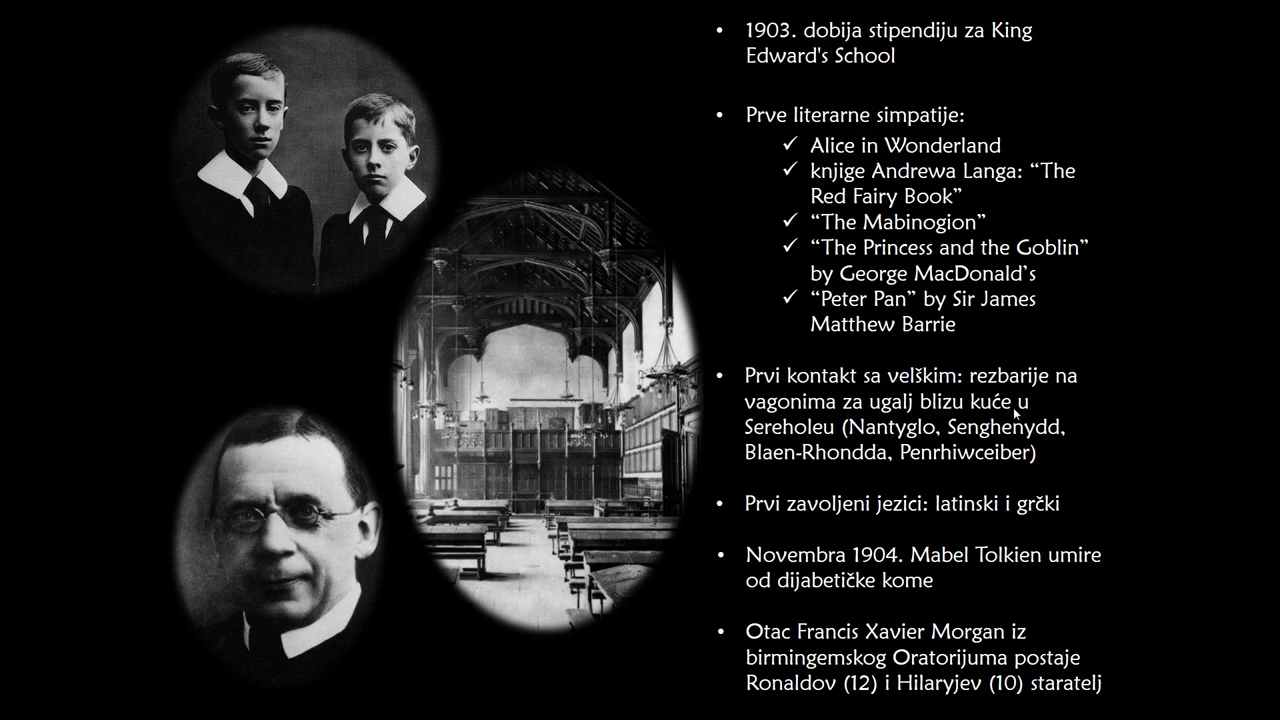 • 1903. dobija stipendiju za King
Edward's School
• Prve literarne simpatije:
✓ Alice in Wonderland
✓ knjige Andrewa Langa: “The
Red Fairy Book”
✓ “The Mabinogion”
✓ “The Princess and the Goblin”
by George MacDonald’s
✓ “Peter Pan” by Sir James
Matthew Barrie
• Prvi kontakt sa velškim: rezbarije na
vagonima za ugalj blizu kuće u
Sereholeu (Nantyglo, Senghenydd,
Blaen-Rhondda, Penrhiwceiber)
• Prvi zavoljeni jezici: latinski i grčki
• Novembra 1904. Mabel Tolkien umire
od dijabetičke kome
• Otac Francis Xavier Morgan iz
birmingemskog Oratorijuma postaje
Ronaldov (12) i Hilaryjev (10) staratelj